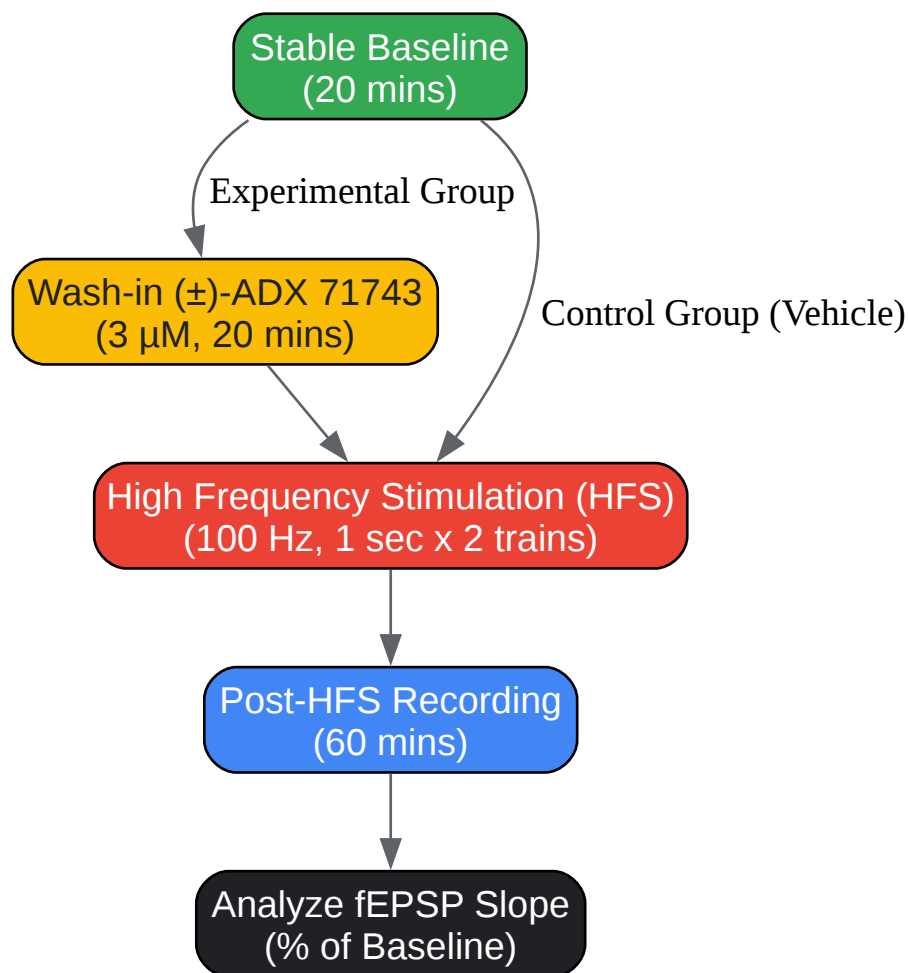 Stable Baseline
(20 mins)
Experimental Group
Wash-in (±)-ADX 71743
(3 µM, 20 mins)
Control Group (Vehicle)
High Frequency Stimulation (HFS)
(100 Hz, 1 sec x 2 trains)
Post-HFS Recording
(60 mins)
Analyze fEPSP Slope
(% of Baseline)